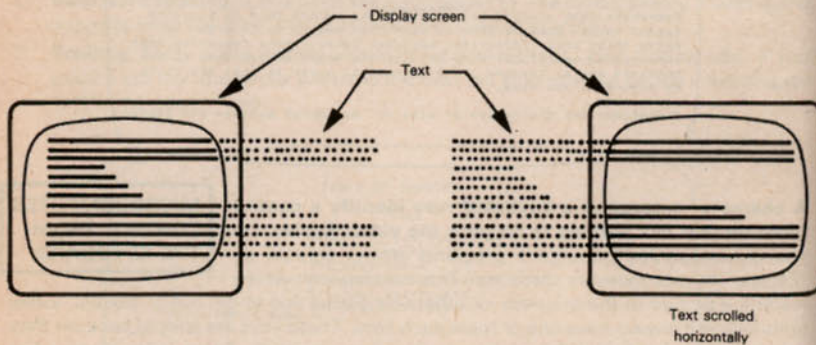 Display screen
Text
Text scrolled
horizontally